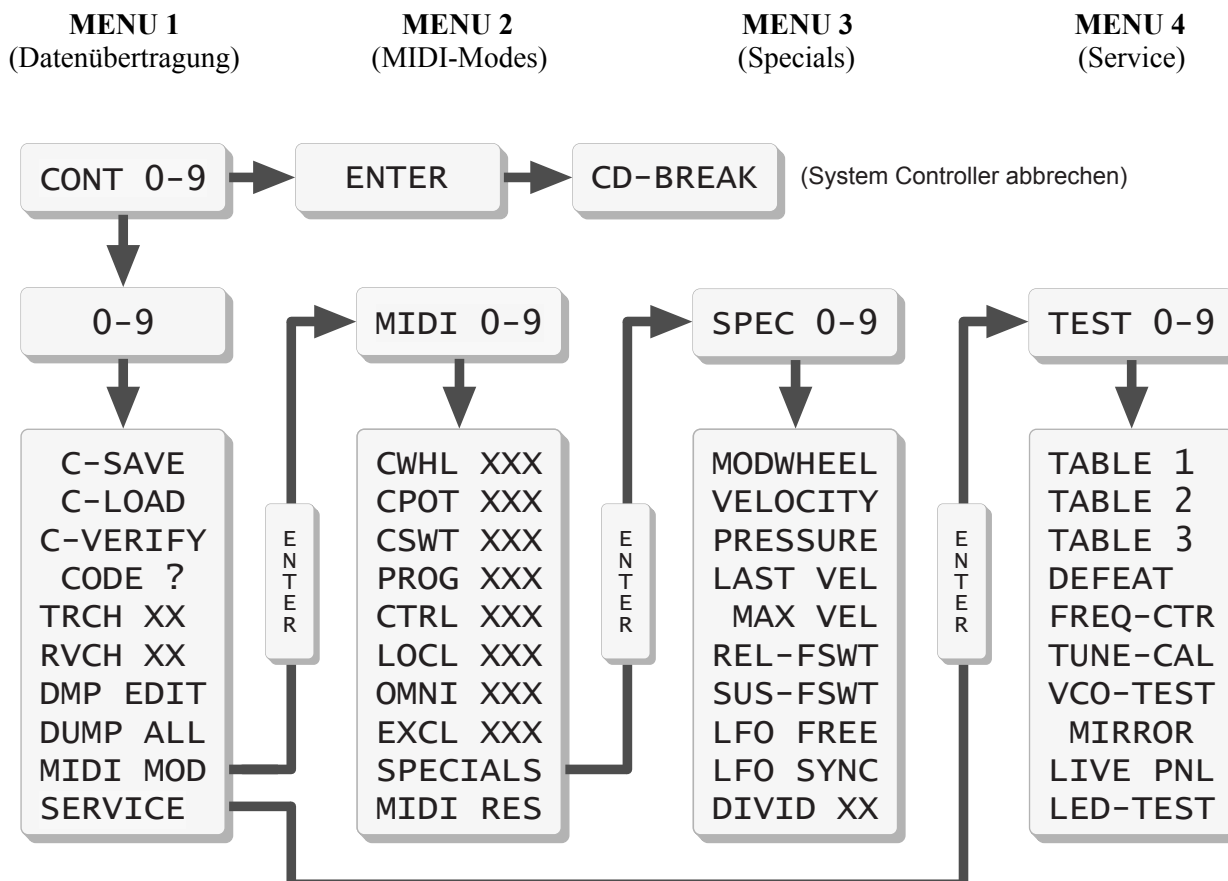 MENU 1
(Datenübertragung)
MENU 2
(MIDI-Modes)
MENU 3
(Specials)
MENU 4
(Service)
CONT 0-9
ENTER
CD-BREAK
(System Controller abbrechen)
0-9
MIDI 0-9
SPEC 0-9
TEST 0-9
C-SAVE
C-LOAD
C-VERIFY
CODE ?
TRCH XX
RVCH XX
DMP EDIT
DUMP ALL
MIDI MOD
SERVICE
ENTER
CWHL XXX
CPOT XXX
CSWT XXX
PROG XXX
CTRL XXX
LOCL XXX
OMNI XXX
EXCL XXX
SPECIALS
MIDI RES
ENTER
MODWHEEL
VELOCITY
PRESSURE
LAST VEL
MAX VEL
REL-FSWT
SUS-FSWT
LFO FREE
LFO SYNC
DIVID XX
ENTER
TABLE 1
TABLE 2
TABLE 3
DEFEAT
FREQ-CTR
TUNE-CAL
VCO-TEST
MIRROR
LIVE PNL
LED-TEST